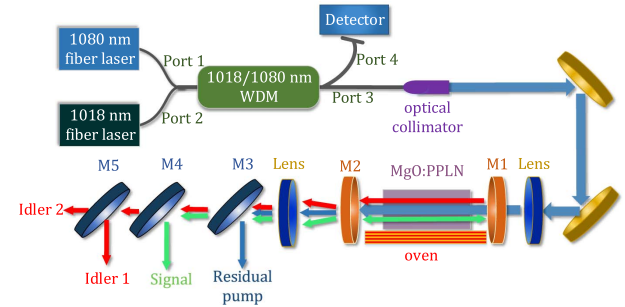 Detector
1080 nm
fiber laser
Port 1
Port 4
1018/1080 nm
WDM
Port 3
1018 nm
fiber laser
Port 2
optical
collimator
M5
M4
M3
Lens
M2
MgO:PPLN
M1
Lens
Idler 2
oven
Idler 1
Signal
Residual
pump